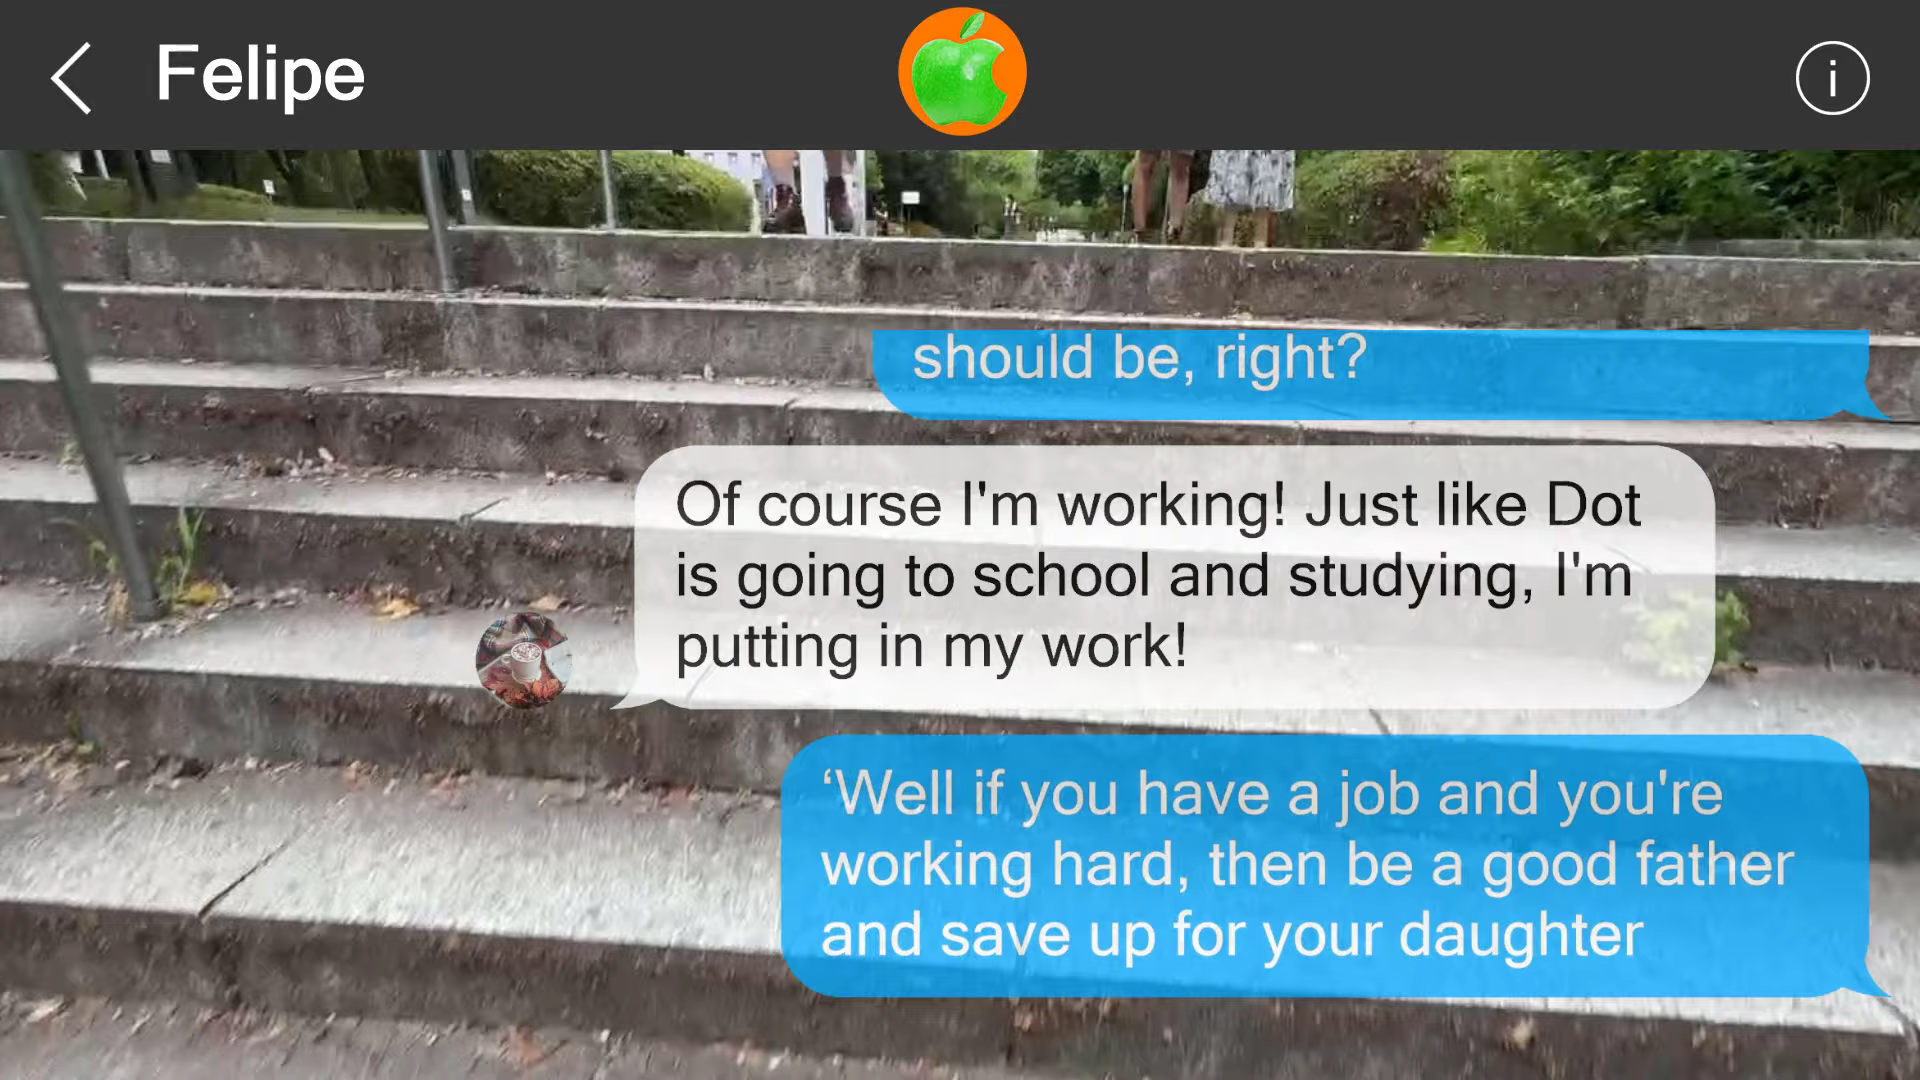 Felipe
i
should be, right?
Of course I'm working! Just like Dot
is going to school and studying, I'm
putting in my work!
‘Well if you have a job and you're
working hard, then be a good father
and save up for your daughter